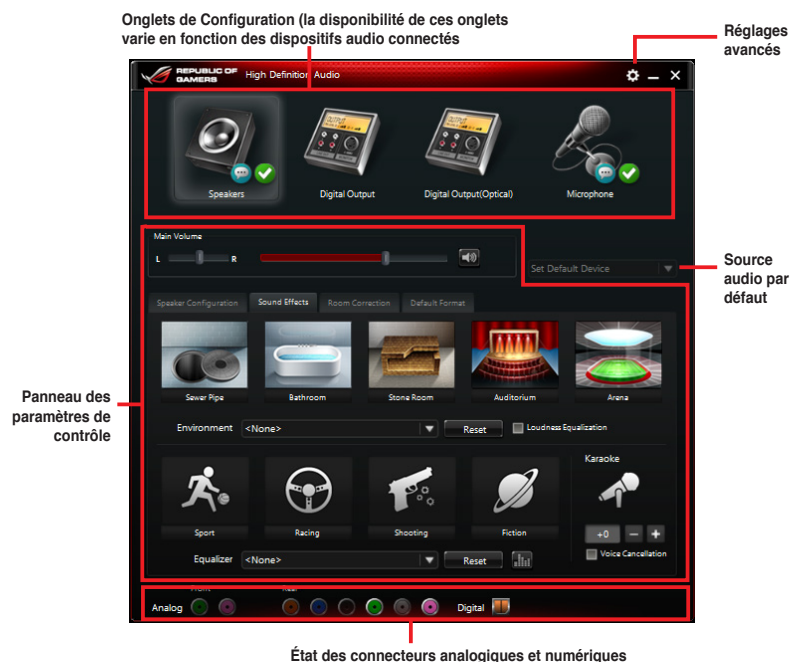 Onglets de Configuration (la disponibilité de ces onglets
varie en fonction des dispositifs audio connectés
Réglages
avancés
REPUBLIC OF
GAMERS
High Definition Audio
Speakers
Digital Output
Digital Output(Optical)
Microphone
Main Volume
L R
Set Default Device
Source
audio par
défaut
Speaker Configuration Sound Effects Room Correction Default Format
Sewer Pipe Bathroom Stone Room Auditorium Arena
Panneau des
paramètres de
contrôle
Environment <None> Reset Loudness Equalization
Karaoke
Sport Racing Shooting Fiction
+0 − +
Equalizer <None> Reset Voice Cancellation
Analog Digital
État des connecteurs analogiques et numériques